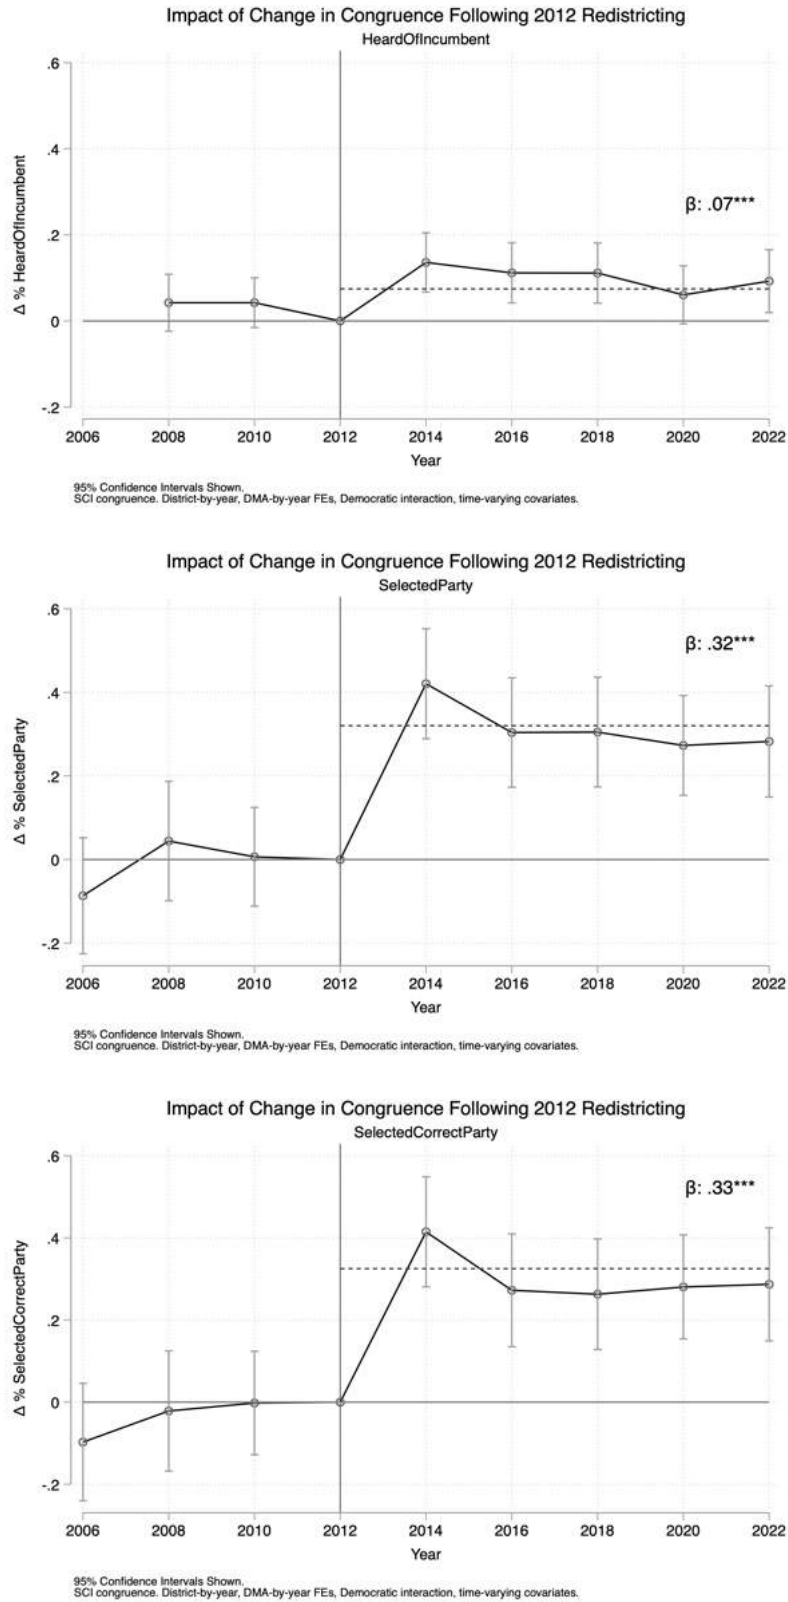 Impact of Change in Congruence Following 2012 Redistricting
HeardOfIncumbent
.6
.4
.2
0
-.2
Δ % HeardOfIncumbent
β: .07***
2006 2008 2010 2012 2014 2016 2018 2020 2022
Year
95% Confidence Intervals Shown.
SCI congruence. District-by-year, DMA-by-year FEs, Democratic interaction, time-varying covariates.
Impact of Change in Congruence Following 2012 Redistricting
SelectedParty
.6
.4
.2
0
-.2
Δ % SelectedParty
β: .32***
2006 2008 2010 2012 2014 2016 2018 2020 2022
Year
95% Confidence Intervals Shown.
SCI congruence. District-by-year, DMA-by-year FEs, Democratic interaction, time-varying covariates.
Impact of Change in Congruence Following 2012 Redistricting
SelectedCorrectParty
.6
.4
.2
0
-.2
Δ % SelectedCorrectParty
β: .33***
2006 2008 2010 2012 2014 2016 2018 2020 2022
Year
95% Confidence Intervals Shown.
SCI congruence. District-by-year, DMA-by-year FEs, Democratic interaction, time-varying covariates.